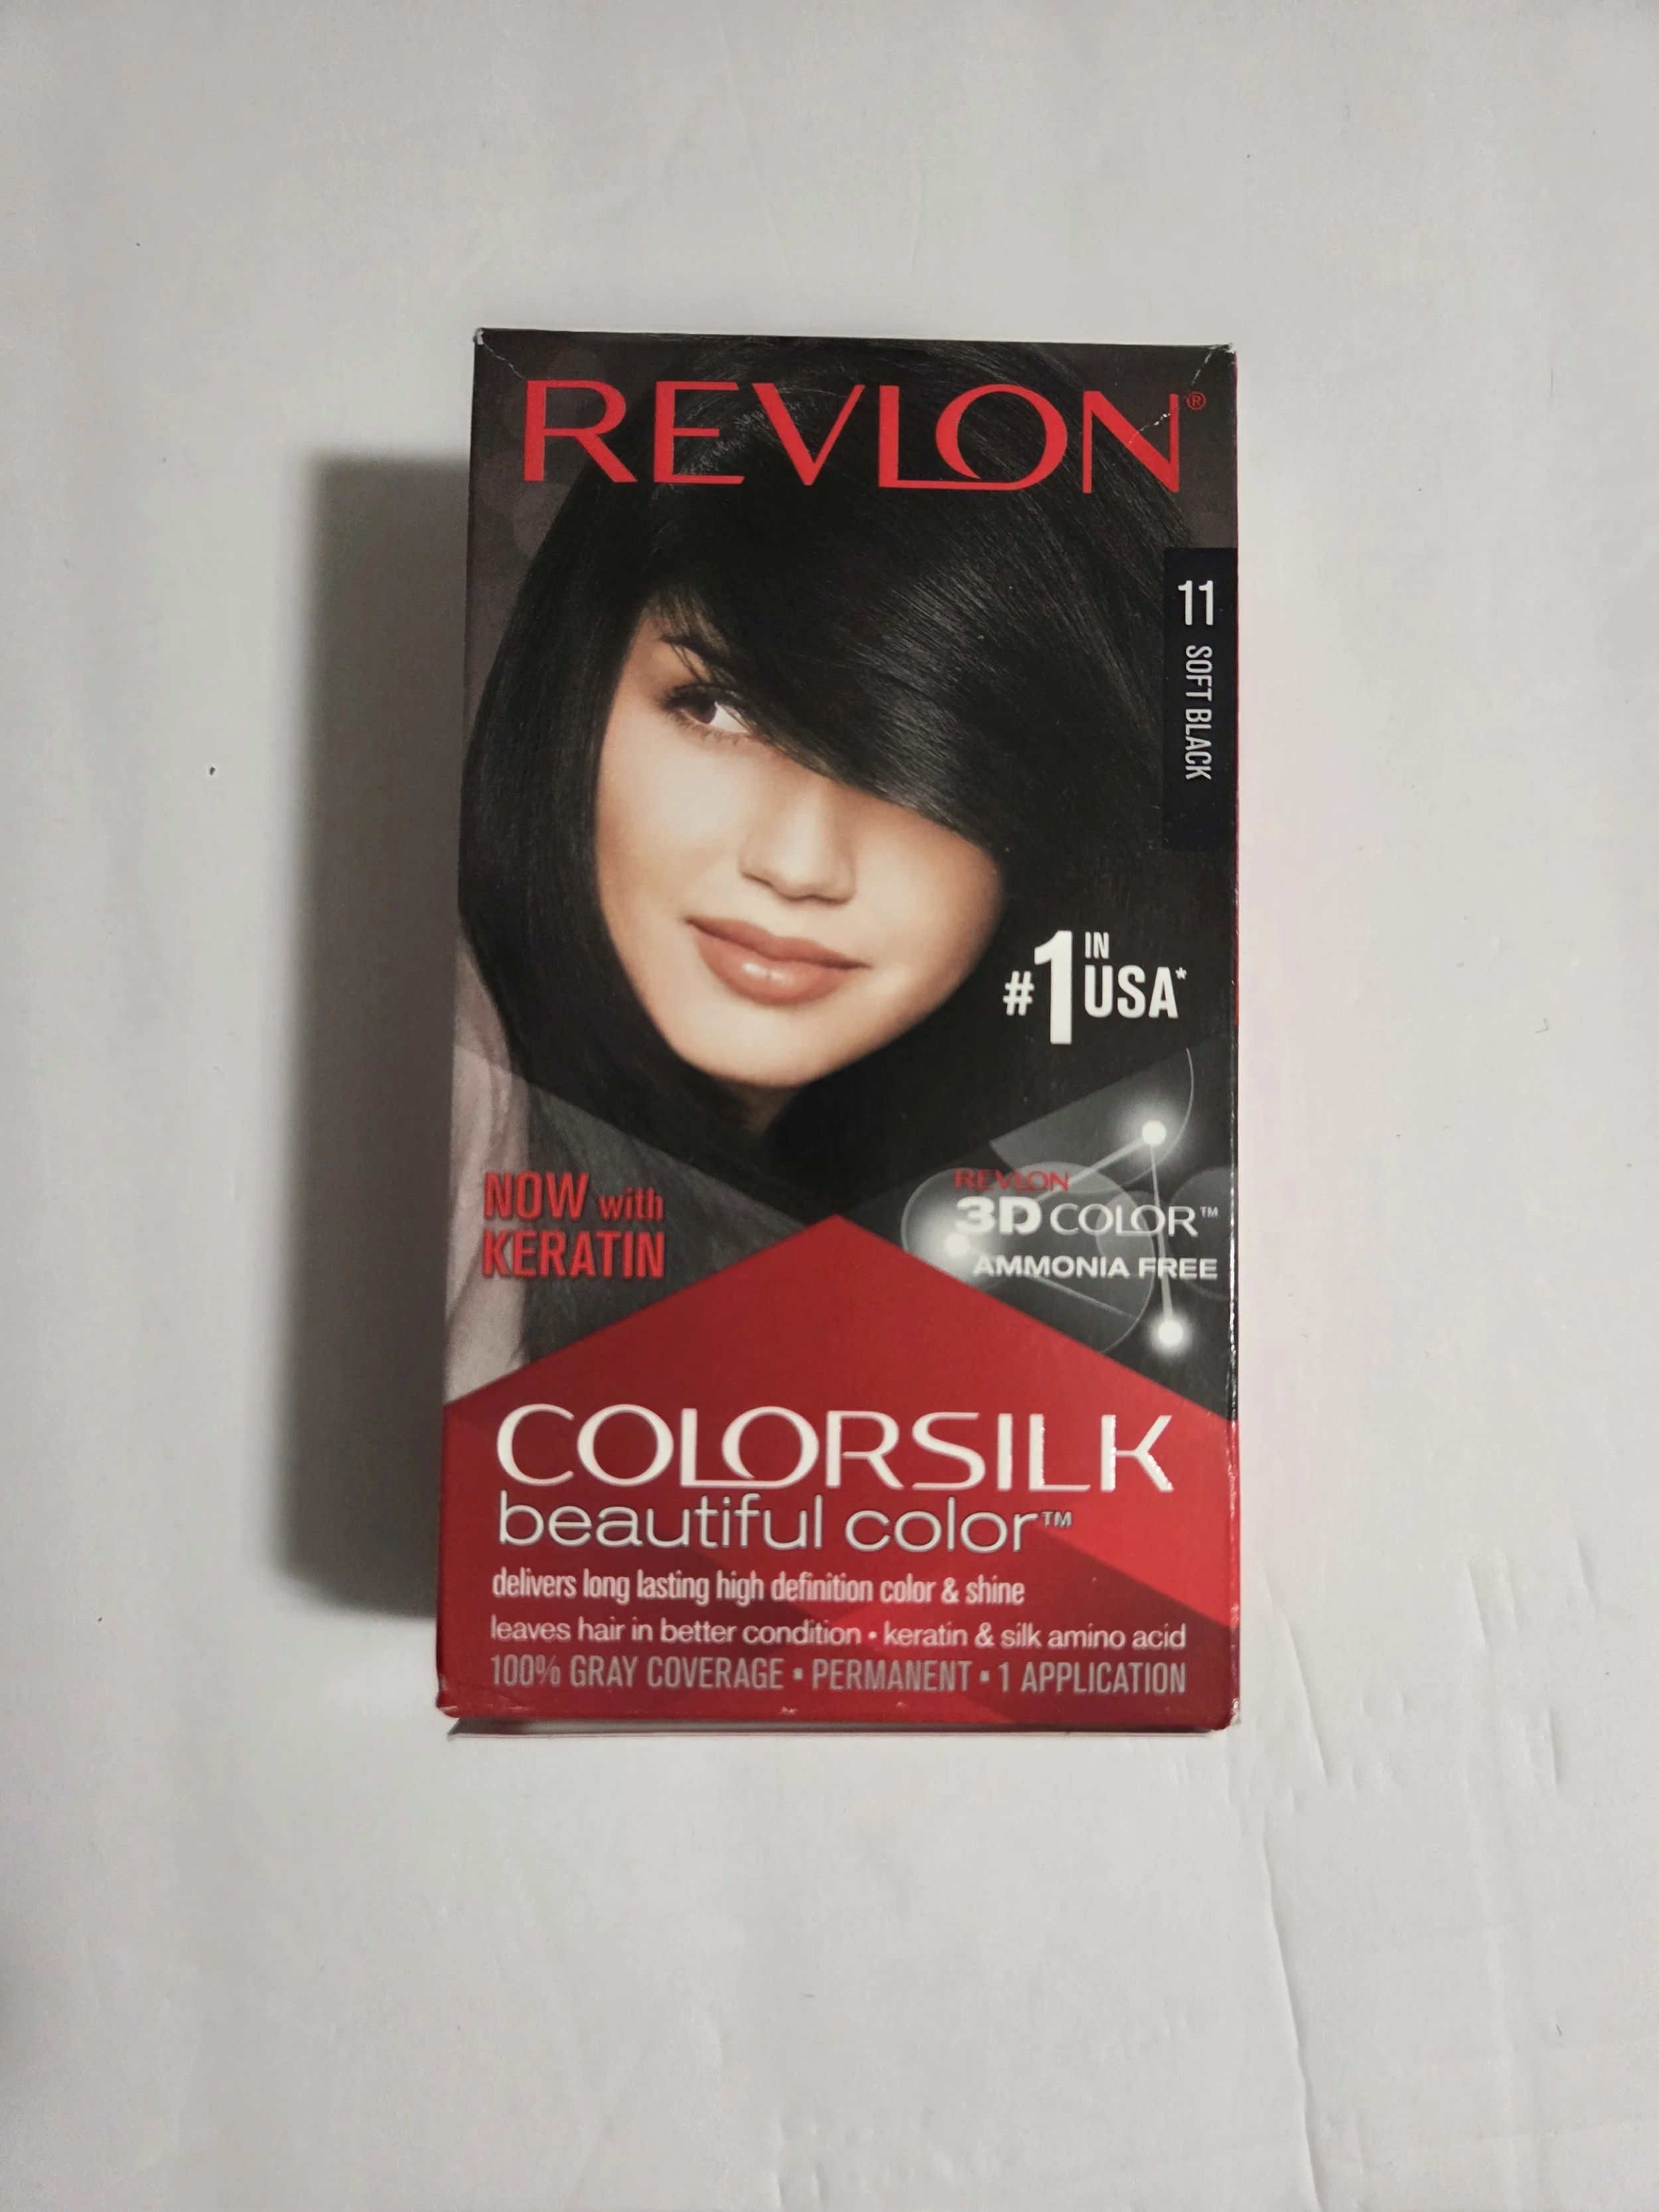 REVLON®
11 SOFT BLACK
#1 IN USA*
NOW with
KERATIN
REVLON
3D COLOR™
AMMONIA FREE
COLORSILK
beautiful color™
delivers long lasting high definition color & shine
leaves hair in better condition • keratin & silk amino acid
100% GRAY COVERAGE • PERMANENT • 1 APPLICATION